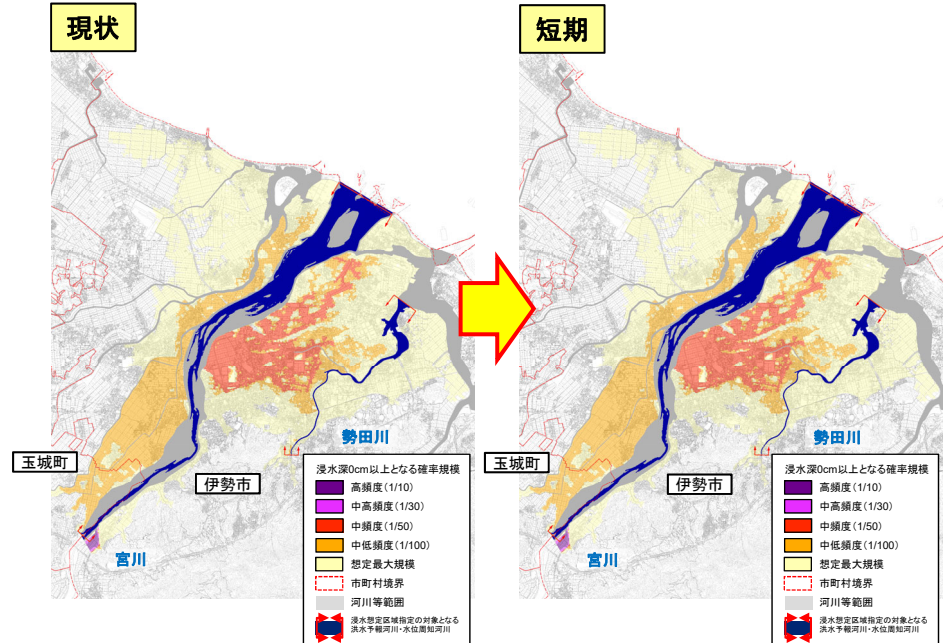 現状
玉城町
伊勢市
勢田川
宮川
浸水深0cm以上となる確率規模
高頻度(1/10)
中高頻度(1/30)
中頻度(1/50)
中低頻度(1/100)
想定最大規模
市町村境界
河川等範囲
浸水想定区域指定の対象となる
洪水予報河川・水位周知河川
短期
玉城町
伊勢市
勢田川
宮川
浸水深0cm以上となる確率規模
高頻度(1/10)
中高頻度(1/30)
中頻度(1/50)
中低頻度(1/100)
想定最大規模
市町村境界
河川等範囲
浸水想定区域指定の対象となる
洪水予報河川・水位周知河川